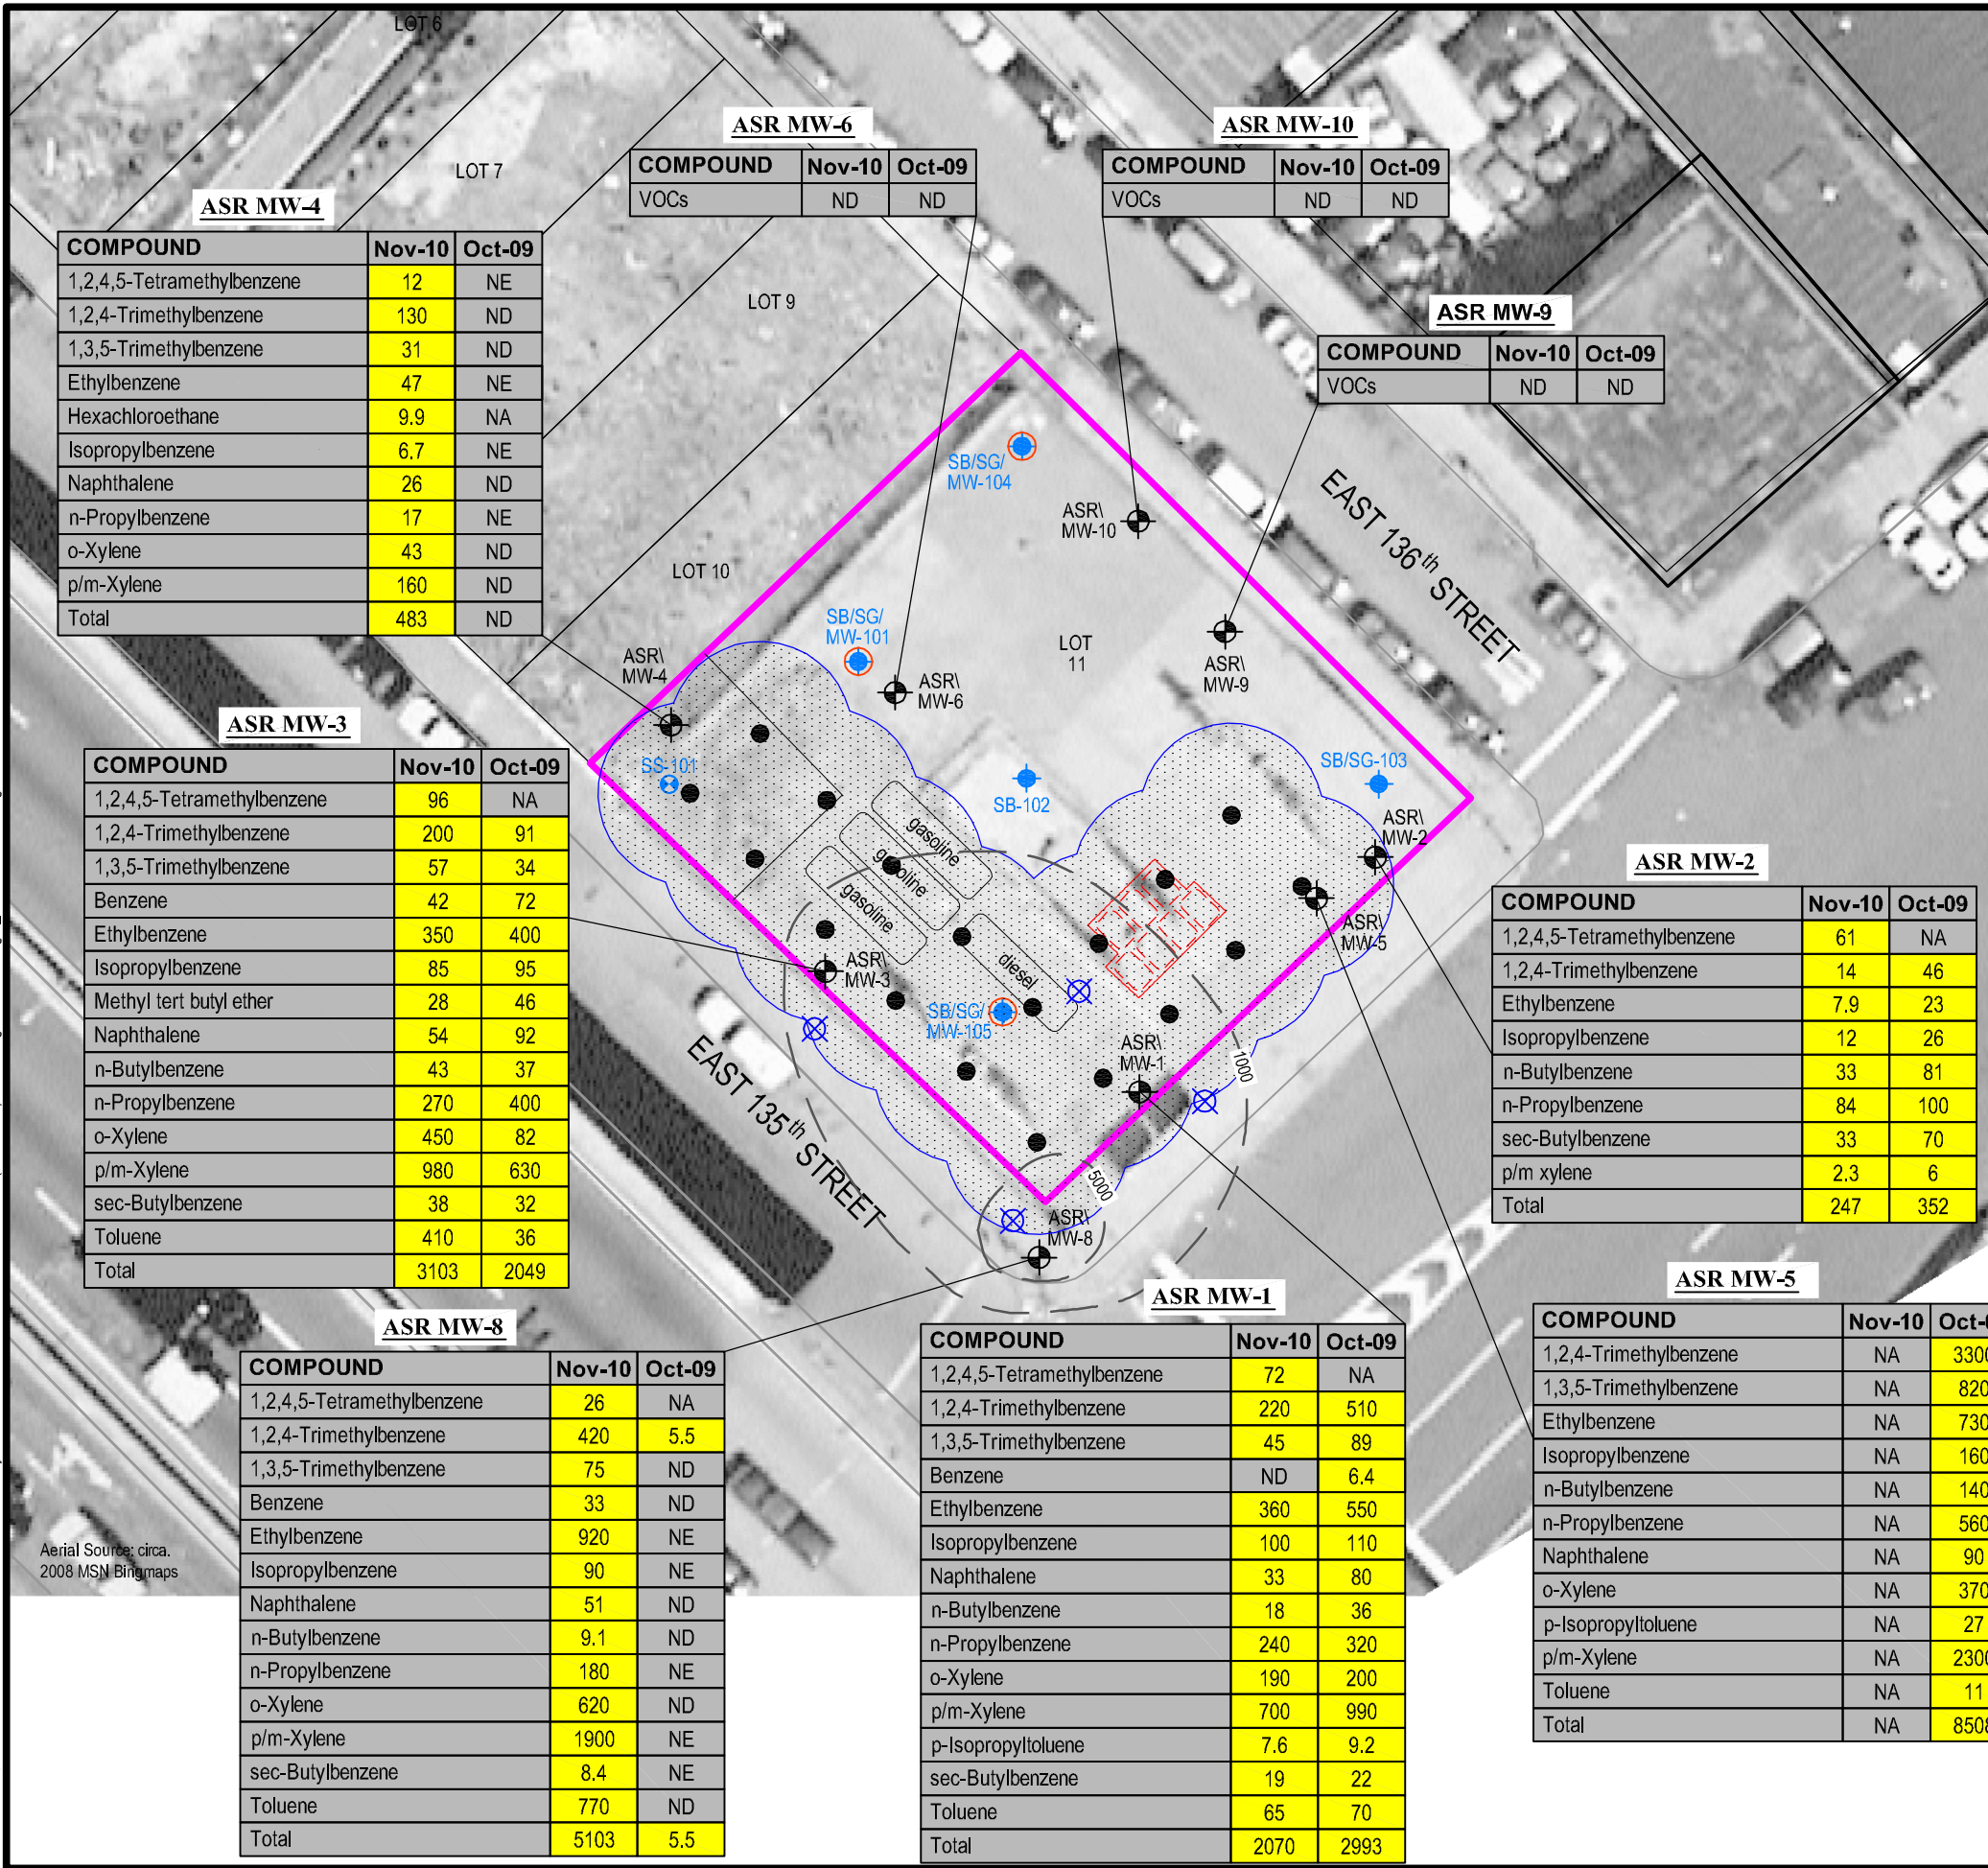 LOT 6
LOT 7
ASR MW-6
COMPOUND Nov-10 Oct-09
VOCs ND ND
ASR MW-10
COMPOUND Nov-10 Oct-09
VOCs ND ND
ASR MW-4
COMPOUND Nov-10 Oct-09
1,2,4,5-Tetramethylbenzene 12 NE
1,2,4-Trimethylbenzene 130 ND
1,3,5-Trimethylbenzene 31 ND
Ethylbenzene 47 NE
Hexachloroethane 9.9 NA
Isopropylbenzene 6.7 NE
Naphthalene 26 ND
n-Propylbenzene 17 NE
o-Xylene 43 ND
p/m-Xylene 160 ND
Total 483 ND
LOT 9
ASR MW-9
COMPOUND Nov-10 Oct-09
VOCs ND ND
SB/SG/
MW-104
ASR\
MW-10
EAST 136th STREET
LOT 10
SB/SG/
MW-101
LOT
11
ASR\
MW-4
ASR\
MW-6
ASR\
MW-9
SS-101
SB-102
SB/SG-103
ASR\
MW-2
gasoline
gasoline
gasoline
diesel
ASR\
MW-5
ASR\
MW-3
SB/SG/
MW-105
ASR\
MW-1
1000
5000
ASR\
MW-8
EAST 135th STREET
ASR MW-3
COMPOUND Nov-10 Oct-09
1,2,4,5-Tetramethylbenzene 96 NA
1,2,4-Trimethylbenzene 200 91
1,3,5-Trimethylbenzene 57 34
Benzene 42 72
Ethylbenzene 350 400
Isopropylbenzene 85 95
Methyl tert butyl ether 28 46
Naphthalene 54 92
n-Butylbenzene 43 37
n-Propylbenzene 270 400
o-Xylene 450 82
p/m-Xylene 980 630
sec-Butylbenzene 38 32
Toluene 410 36
Total 3103 2049
ASR MW-2
COMPOUND Nov-10 Oct-09
1,2,4,5-Tetramethylbenzene 61 NA
1,2,4-Trimethylbenzene 14 46
Ethylbenzene 7.9 23
Isopropylbenzene 12 26
n-Butylbenzene 33 81
n-Propylbenzene 84 100
sec-Butylbenzene 33 70
p/m xylene 2.3 6
Total 247 352
ASR MW-8
COMPOUND Nov-10 Oct-09
1,2,4,5-Tetramethylbenzene 26 NA
1,2,4-Trimethylbenzene 420 5.5
1,3,5-Trimethylbenzene 75 ND
Benzene 33 ND
Ethylbenzene 920 NE
Isopropylbenzene 90 NE
Naphthalene 51 ND
n-Butylbenzene 9.1 ND
n-Propylbenzene 180 NE
o-Xylene 620 ND
p/m-Xylene 1900 NE
sec-Butylbenzene 8.4 NE
Toluene 770 ND
Total 5103 5.5
ASR MW-1
COMPOUND Nov-10 Oct-09
1,2,4,5-Tetramethylbenzene 72 NA
1,2,4-Trimethylbenzene 220 510
1,3,5-Trimethylbenzene 45 89
Benzene ND 6.4
Ethylbenzene 360 550
Isopropylbenzene 100 110
Naphthalene 33 80
n-Butylbenzene 18 36
n-Propylbenzene 240 320
o-Xylene 190 200
p/m-Xylene 700 990
p-Isopropyltoluene 7.6 9.2
sec-Butylbenzene 19 22
Toluene 65 70
Total 2070 2993
ASR MW-5
COMPOUND Nov-10
1,2,4-Trimethylbenzene NA 3300
1,3,5-Trimethylbenzene NA 820
Ethylbenzene NA 730
Isopropylbenzene NA 160
n-Butylbenzene NA 140
n-Propylbenzene NA 560
Naphthalene NA 90
o-Xylene NA 370
p-Isopropyltoluene NA 27
p/m-Xylene NA 2300
Toluene NA 11
Total NA 8508
Aerial Source: circa.
2008 MSN Bingmaps